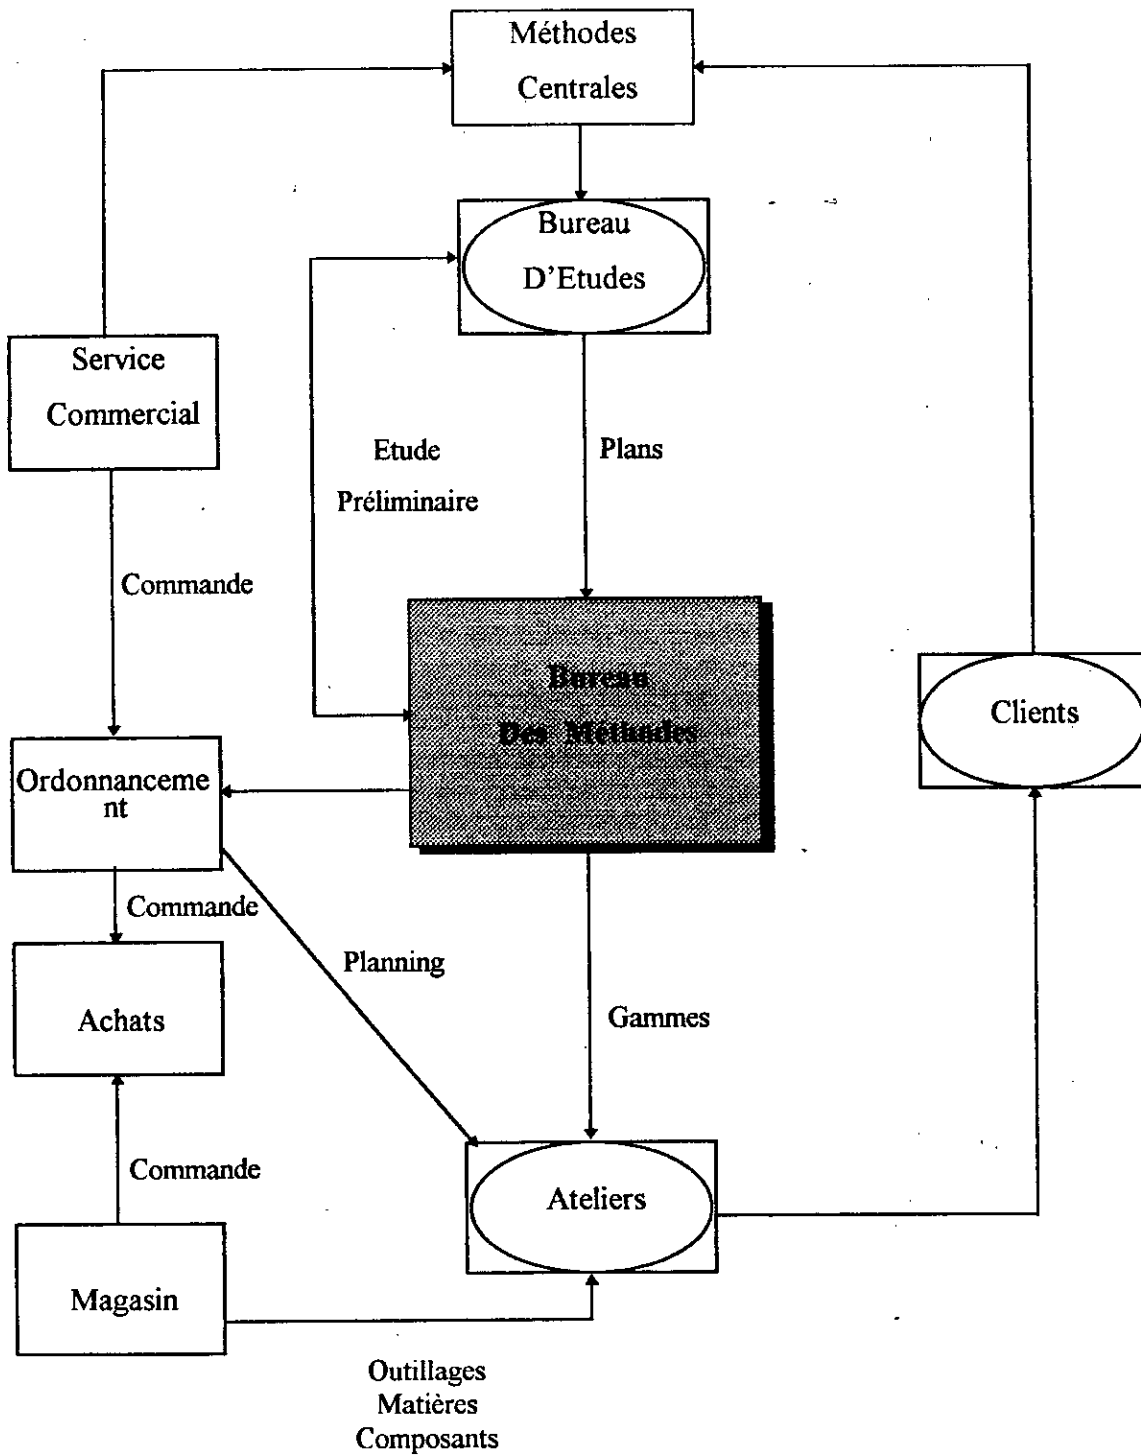 Méthodes
Centrales
Bureau
D'Etudes
Service
Commercial
Etude
Préliminaire
Plans
Commande
Bureau
Des Méthodes
Clients
Ordonnanceme
nt
Commande
Planning
Achats
Gammes
Commande
Ateliers
Magasin
Outillages
Matières
Composants